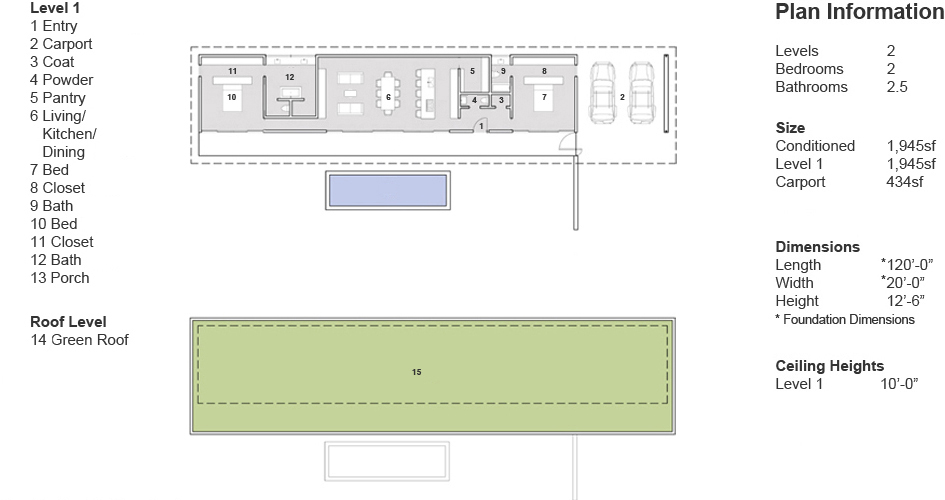 Level 1
1 Entry
2 Carport
3 Coat
4 Powder
5 Pantry
6 Living/
Kitchen/
Dining
7 Bed
8 Closet
9 Bath
10 Bed
11 Closet
12 Bath
13 Porch
Roof Level
14 Green Roof
11
12
5
9
8
10
6
4
3
7
2
1
15
Plan Information
Levels 2
Bedrooms 2
Bathrooms 2.5
Size
Conditioned 1,945sf
Level 1 1,945sf
Carport 434sf
Dimensions
Length *120'-0”
Width *20'-0”
Height 12'-6”
* Foundation Dimensions
Ceiling Heights
Level 1 10'-0”